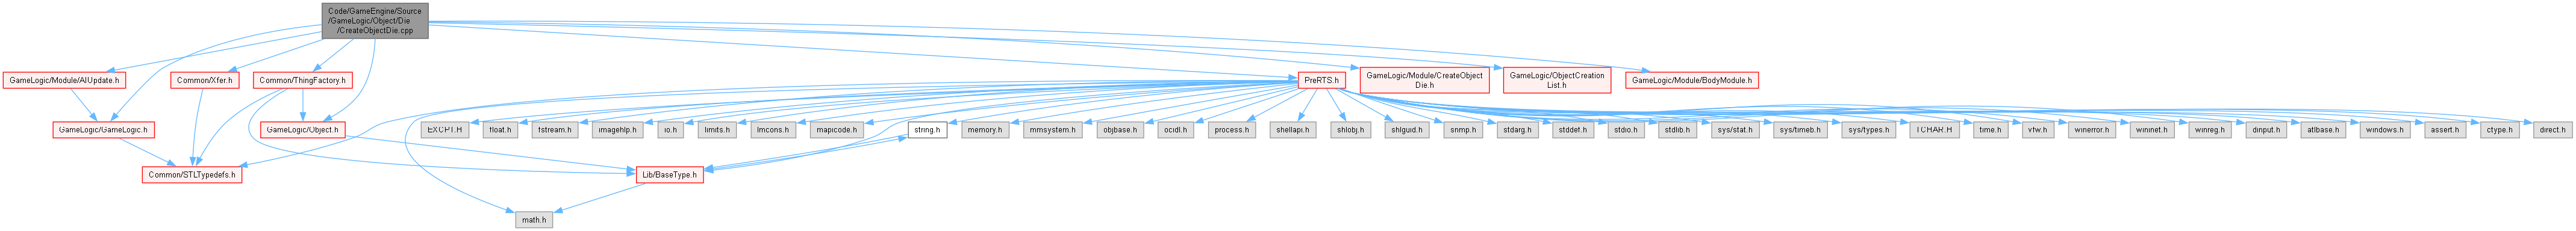 Code/GameEngine/Source
/GameLogic/Object/Die
/CreateObjectDie.cpp
GameLogic/Module/AIUpdate.h
Common/Xfer.h
Common/ThingFactory.h
PreRTS.h
GameLogic/Module/CreateObject
Die.h
GameLogic/ObjectCreation
List.h
GameLogic/Module/BodyModule.h
GameLogic/GameLogic.h
GameLogic/Object.h
EXCPT.H
float.h
fstream.h
imagehlp.h
io.h
limits.h
lmcons.h
mapicode.h
string.h
memory.h
mmsystem.h
objbase.h
ocidl.h
process.h
shellapi.h
shlobj.h
shlguid.h
snmp.h
stdarg.h
stddef.h
stdio.h
stdlib.h
sys/stat.h
sys/timeb.h
sys/types.h
TCHAR.H
time.h
vfw.h
winerror.h
wininet.h
winreg.h
dinput.h
atlbase.h
windows.h
assert.h
ctype.h
direct.h
Common/STLTypedefs.h
Lib/BaseType.h
math.h